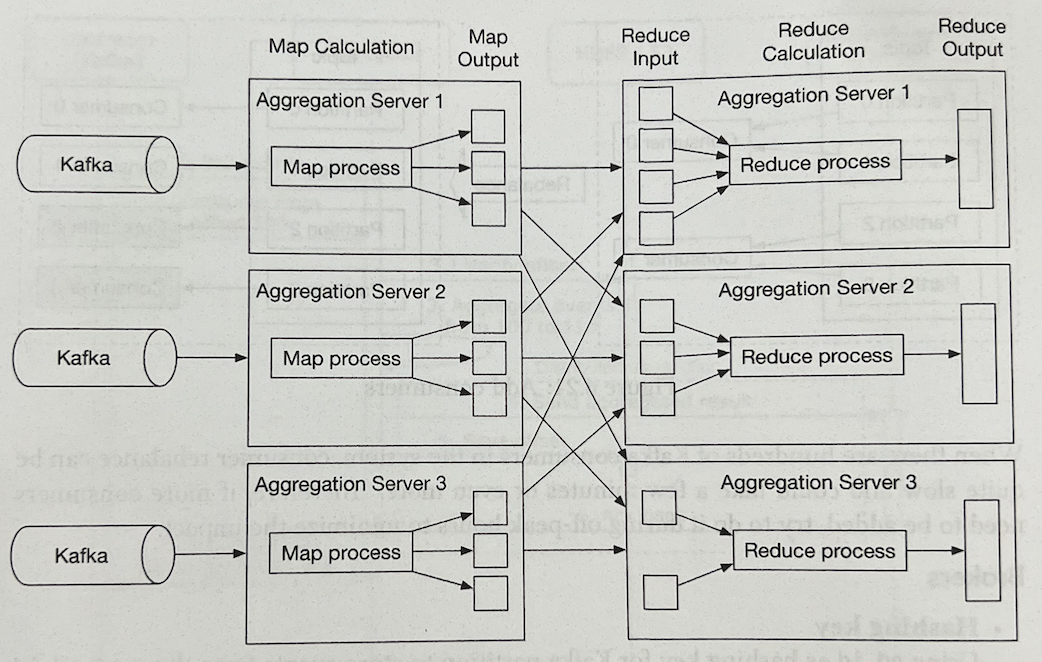 Map Calculation
Map
Output
Reduce
Input
Reduce
Calculation
Reduce
Output
Kafka
Aggregation Server 1
Map process
Aggregation Server 1
Reduce process
Kafka
Aggregation Server 2
Map process
Aggregation Server 2
Reduce process
Kafka
Aggregation Server 3
Map process
Aggregation Server 3
Reduce process